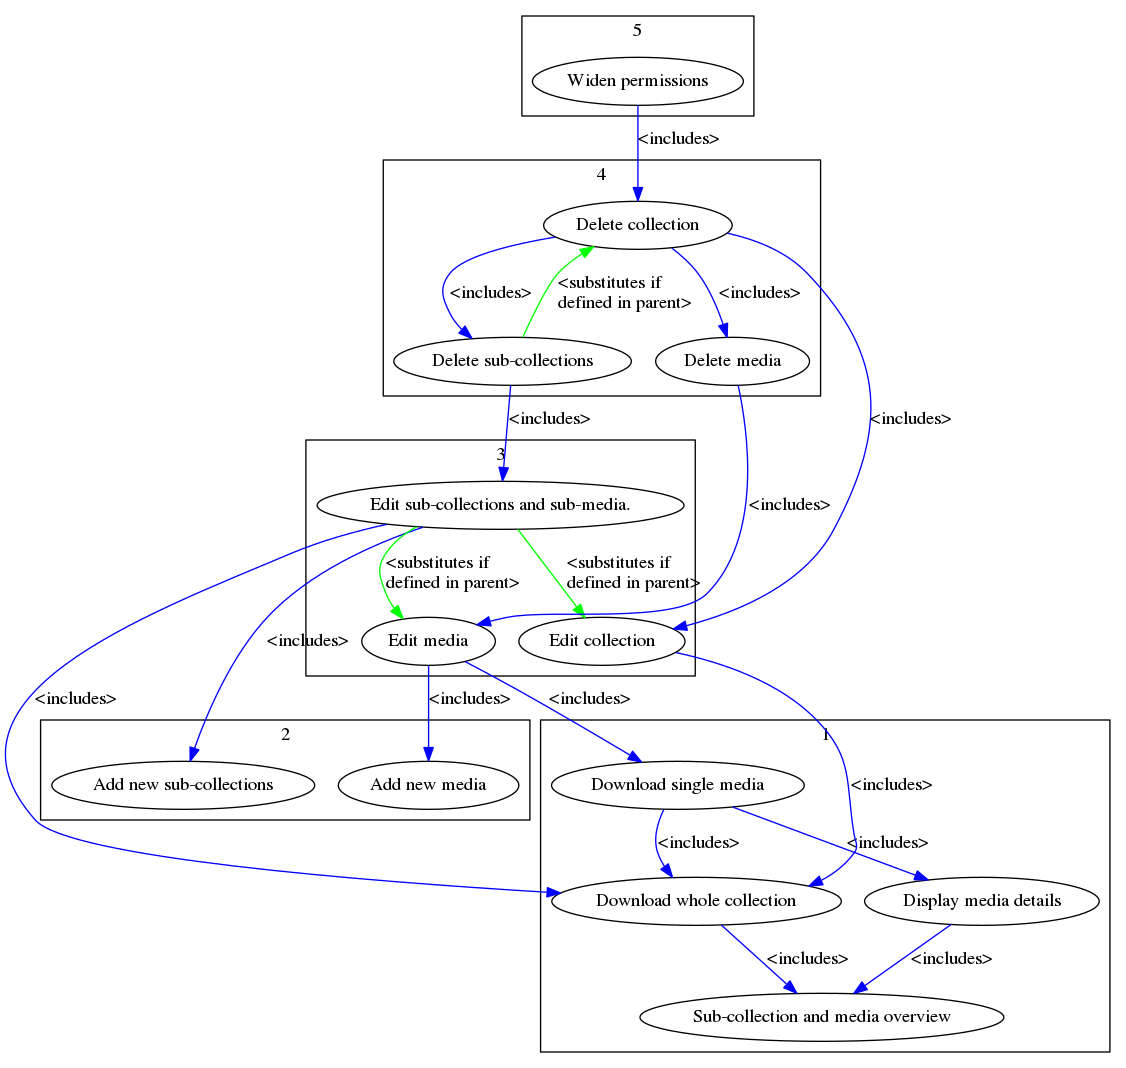 5
Widen permissions
<includes>
4
Delete collection
<includes>
<substitutes if
defined in parent>
<includes>
Delete sub-collections
Delete media
<includes>
<includes>
3
Edit sub-collections and sub-media.
<includes>
<substitutes if
defined in parent>
<substitutes if
defined in parent>
<includes>
Edit media
Edit collection
<includes>
<includes>
<includes>
2
1
Add new sub-collections
Add new media
Download single media
<includes>
<includes>
<includes>
Download whole collection
Display media details
<includes>
<includes>
Sub-collection and media overview